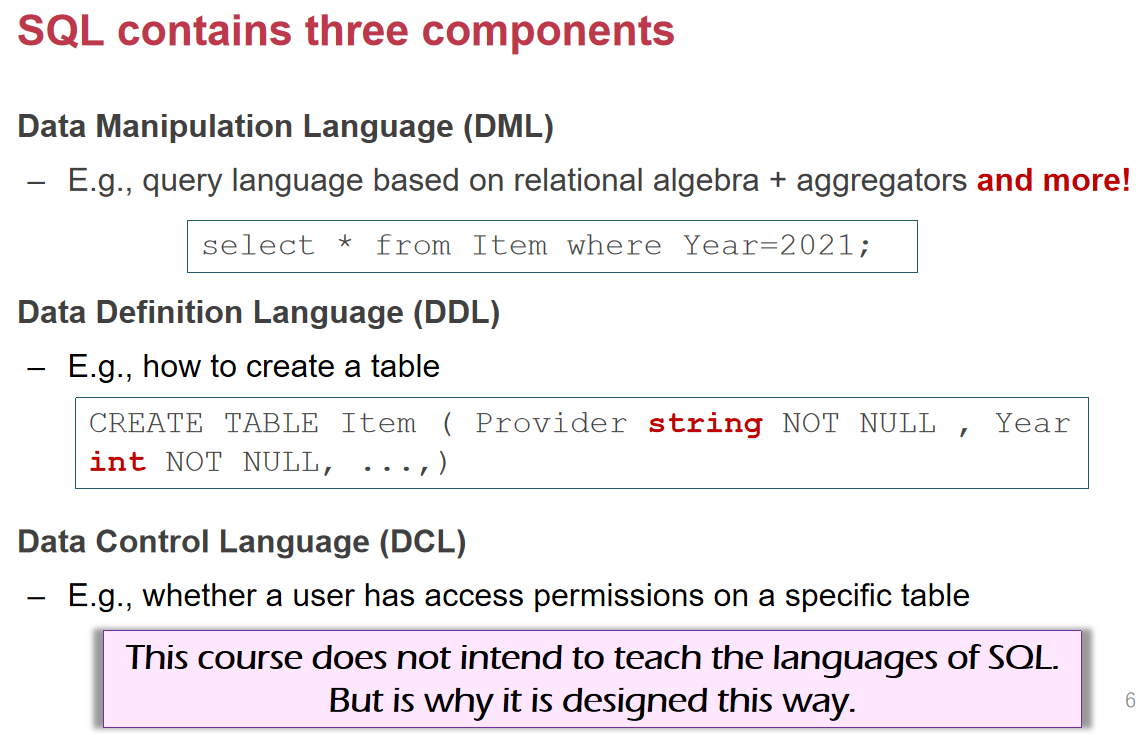 SQL contains three components
Data Manipulation Language (DML)
– E.g., query language based on relational algebra + aggregators and more!
select * from Item where Year=2021;
Data Definition Language (DDL)
– E.g., how to create a table
CREATE TABLE Item ( Provider string NOT NULL , Year
int NOT NULL, ...,)
Data Control Language (DCL)
– E.g., whether a user has access permissions on a specific table
This course does not intend to teach the languages of SQL.
But is why it is designed this way.
6